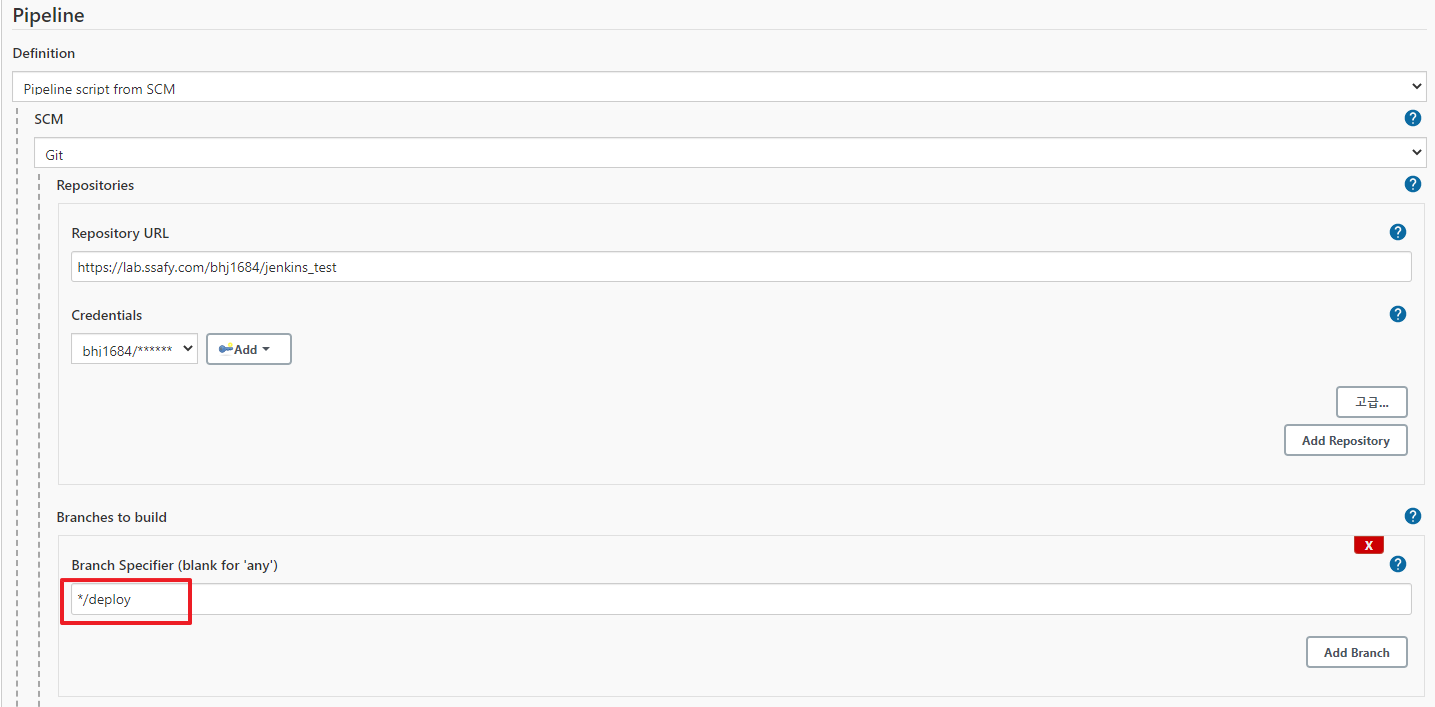 Pipeline
Definition
Pipeline script from SCM
SCM
?
Git
Repositories
?
Repository URL
?
https://lab.ssafy.com/bhj1684/jenkins_test
Credentials
?
bhj1684/******
Add
고급...
Add Repository
Branches to build
?
X
Branch Specifier (blank for 'any')
?
*/deploy
Add Branch